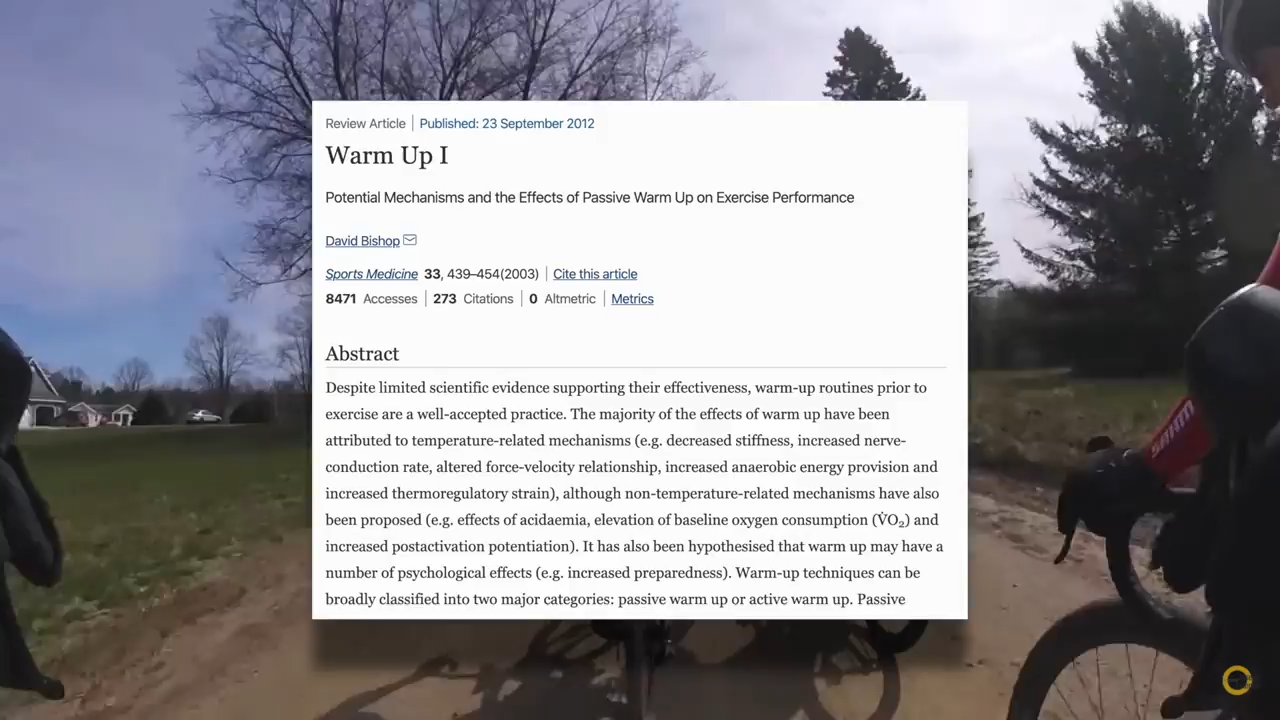 Review Article | Published: 23 September 2012
Warm Up I
Potential Mechanisms and the Effects of Passive Warm Up on Exercise Performance
David Bishop
Sports Medicine 33, 439–454(2003) | Cite this article
8471 Accesses | 273 Citations | 0 Altmetric | Metrics
Abstract
Despite limited scientific evidence supporting their effectiveness, warm-up routines prior to
exercise are a well-accepted practice. The majority of the effects of warm up have been
attributed to temperature-related mechanisms (e.g. decreased stiffness, increased nerve-
conduction rate, altered force-velocity relationship, increased anaerobic energy provision and
increased thermoregulatory strain), although non-temperature-related mechanisms have also
been proposed (e.g. effects of acidaemia, elevation of baseline oxygen consumption (V̇O₂) and
increased postactivation potentiation). It has also been hypothesised that warm up may have a
number of psychological effects (e.g. increased preparedness). Warm-up techniques can be
broadly classified into two major categories: passive warm up or active warm up. Passive